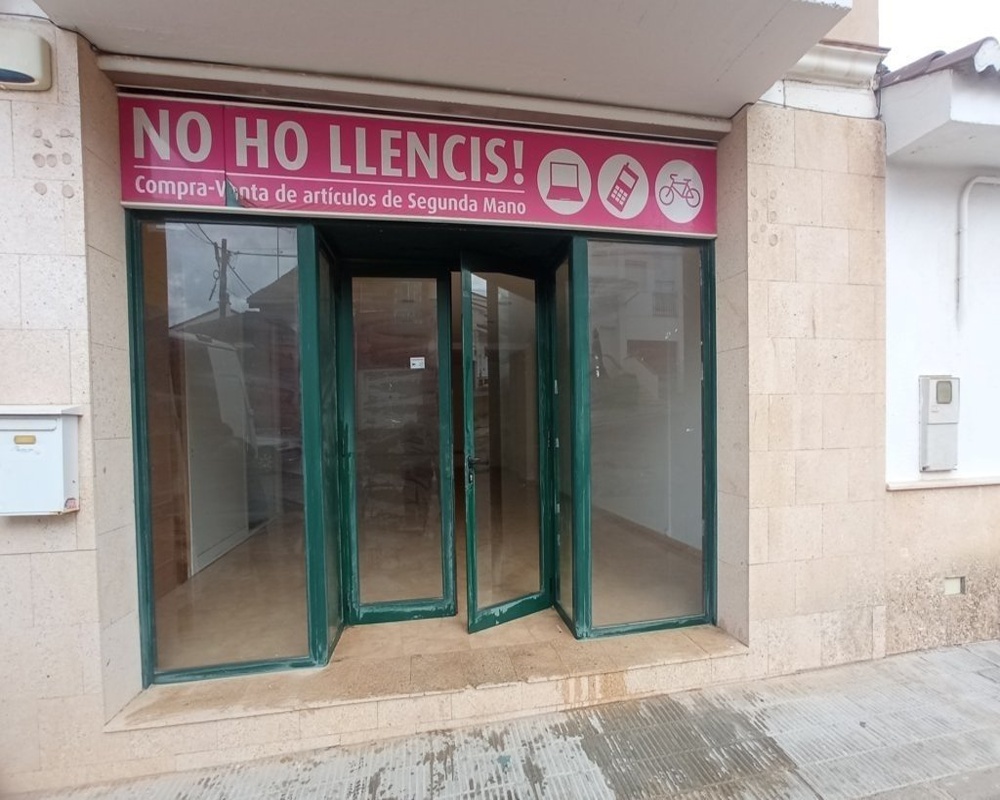 NO HO LLENCIS!
Compra-Venta de artículos de Segunda Mano